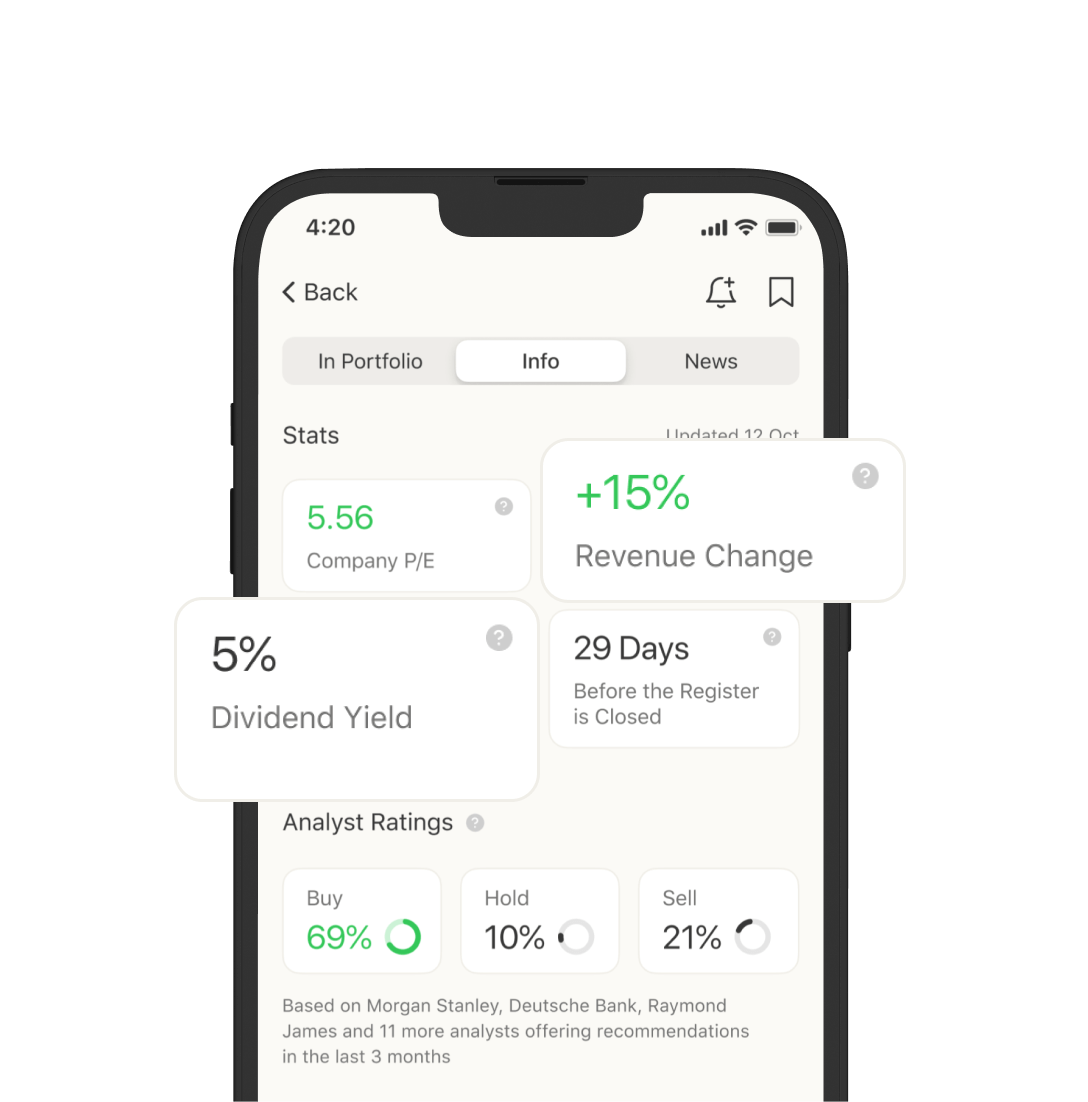 4:20
Back
In Portfolio
Info
News
Stats
Updated 12 Oct
5.56
Company P/E
+15%
Revenue Change
5%
Dividend Yield
29 Days
Before the Register
is Closed
Analyst Ratings
Buy
69%
Hold
10%
Sell
21%
Based on Morgan Stanley, Deutsche Bank, Raymond
James and 11 more analysts offering recommendations
in the last 3 months